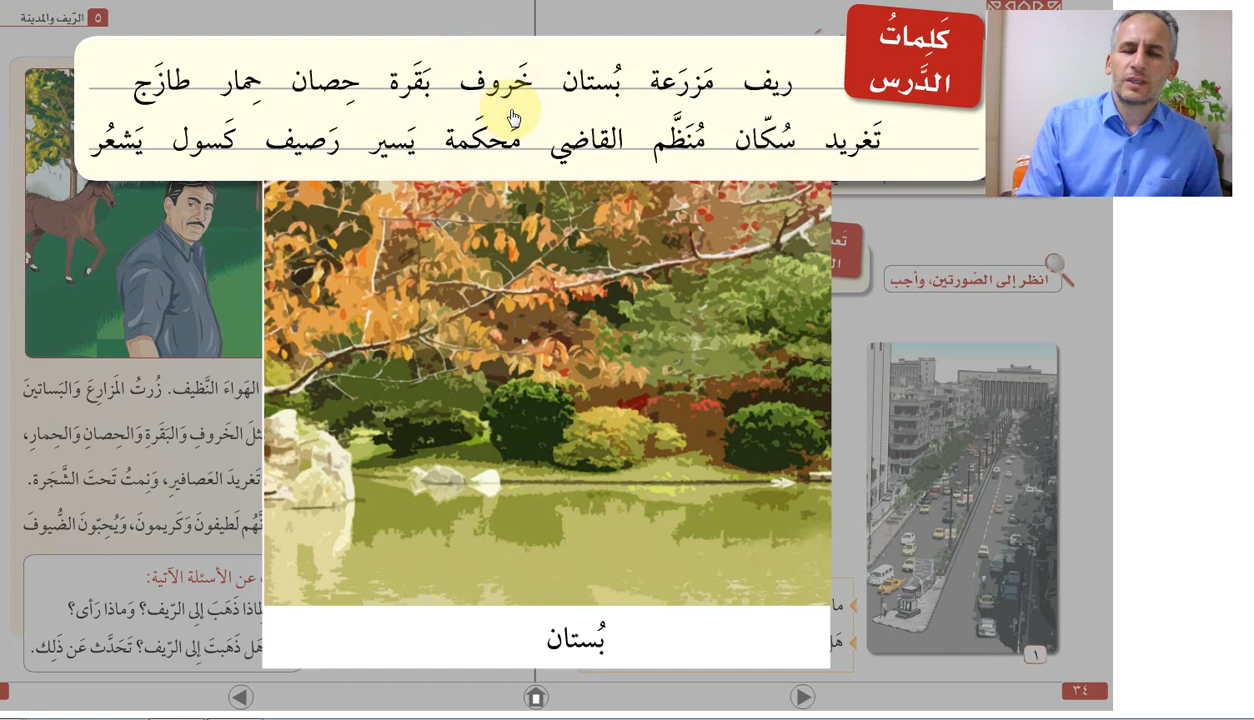 ٥ الرّيف والمدينة
كَلِماتُ
الدَّرس
ريف مَزرَعة بُستان خَروف بَقَرة حِصان حِمار طازَج
تَغريد سُكّان مُنَظَّم القاضي مَحكَمة يَسير رَصيف كَسول يَشعُر
انظر إلى الصّورتين، وأجب
الهَواءَ النَّظيف. زُرتُ المَزارِعَ وَالبَساتينَ
مِثلَ الخَروفِ وَالبَقَرةِ وَالحِصانِ وَالحِمارِ،
تَغريدَ العَصافيرِ، وَنِمتُ تَحتَ الشَّجَرة.
لَطيفونَ وَكَريمونَ، وَيُحِبّونَ الضُّيوفَ
عن الأسئلة الآتية:
لماذا ذَهَبَ إلى الرّيف؟ وَماذا رَأى؟
هَل ذَهَبتَ إلى الرّيف؟ تَحَدَّث عَن ذَلِك.
بُستان
١
٣٤